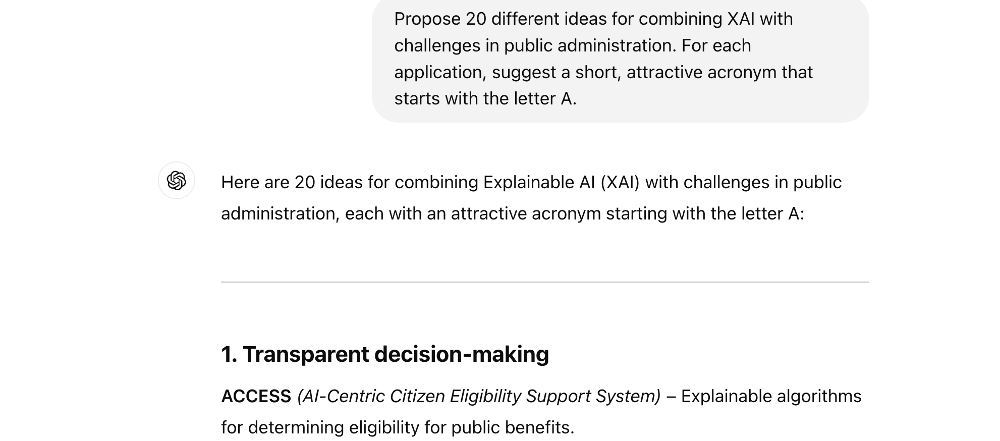 Propose 20 different ideas for combining XAI with
challenges in public administration. For each
application, suggest a short, attractive acronym that
starts with the letter A.
Here are 20 ideas for combining Explainable AI (XAI) with challenges in public
administration, each with an attractive acronym starting with the letter A:
1. Transparent decision-making
ACCESS (AI-Centric Citizen Eligibility Support System) – Explainable algorithms
for determining eligibility for public benefits.